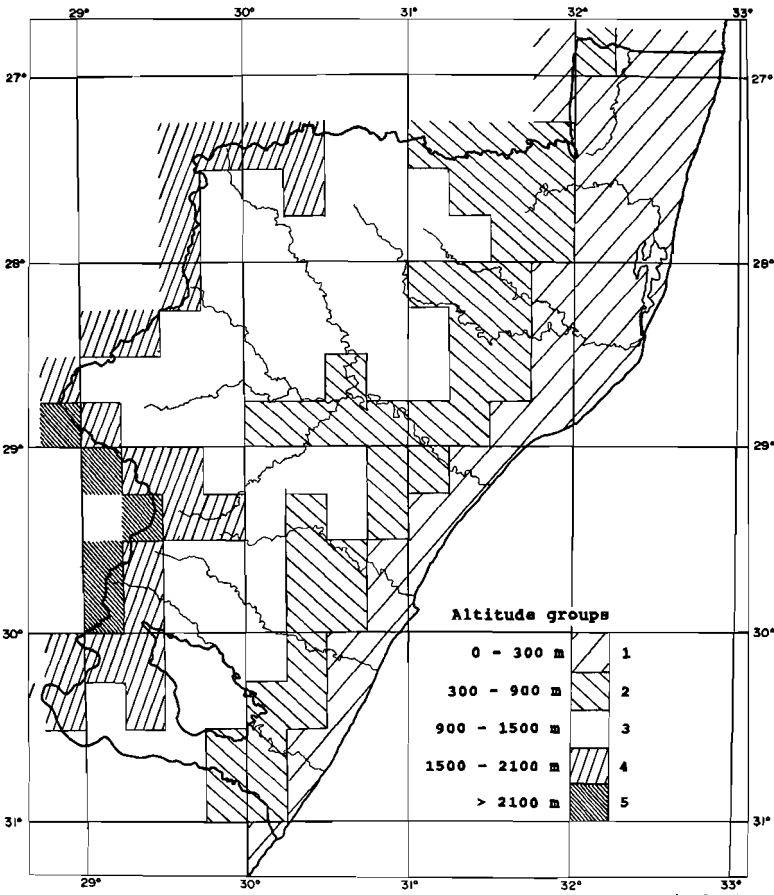 29° 30° 31° 32° 33°
27° 27°
28° 28°
29° 29°
30° 30°
31° 31°
Altitude groups
0 - 300 m 1
300 - 900 m 2
900 - 1500 m 3
1500 - 2100 m 4
> 2100 m 5
29° 30° 31° 32° 33°